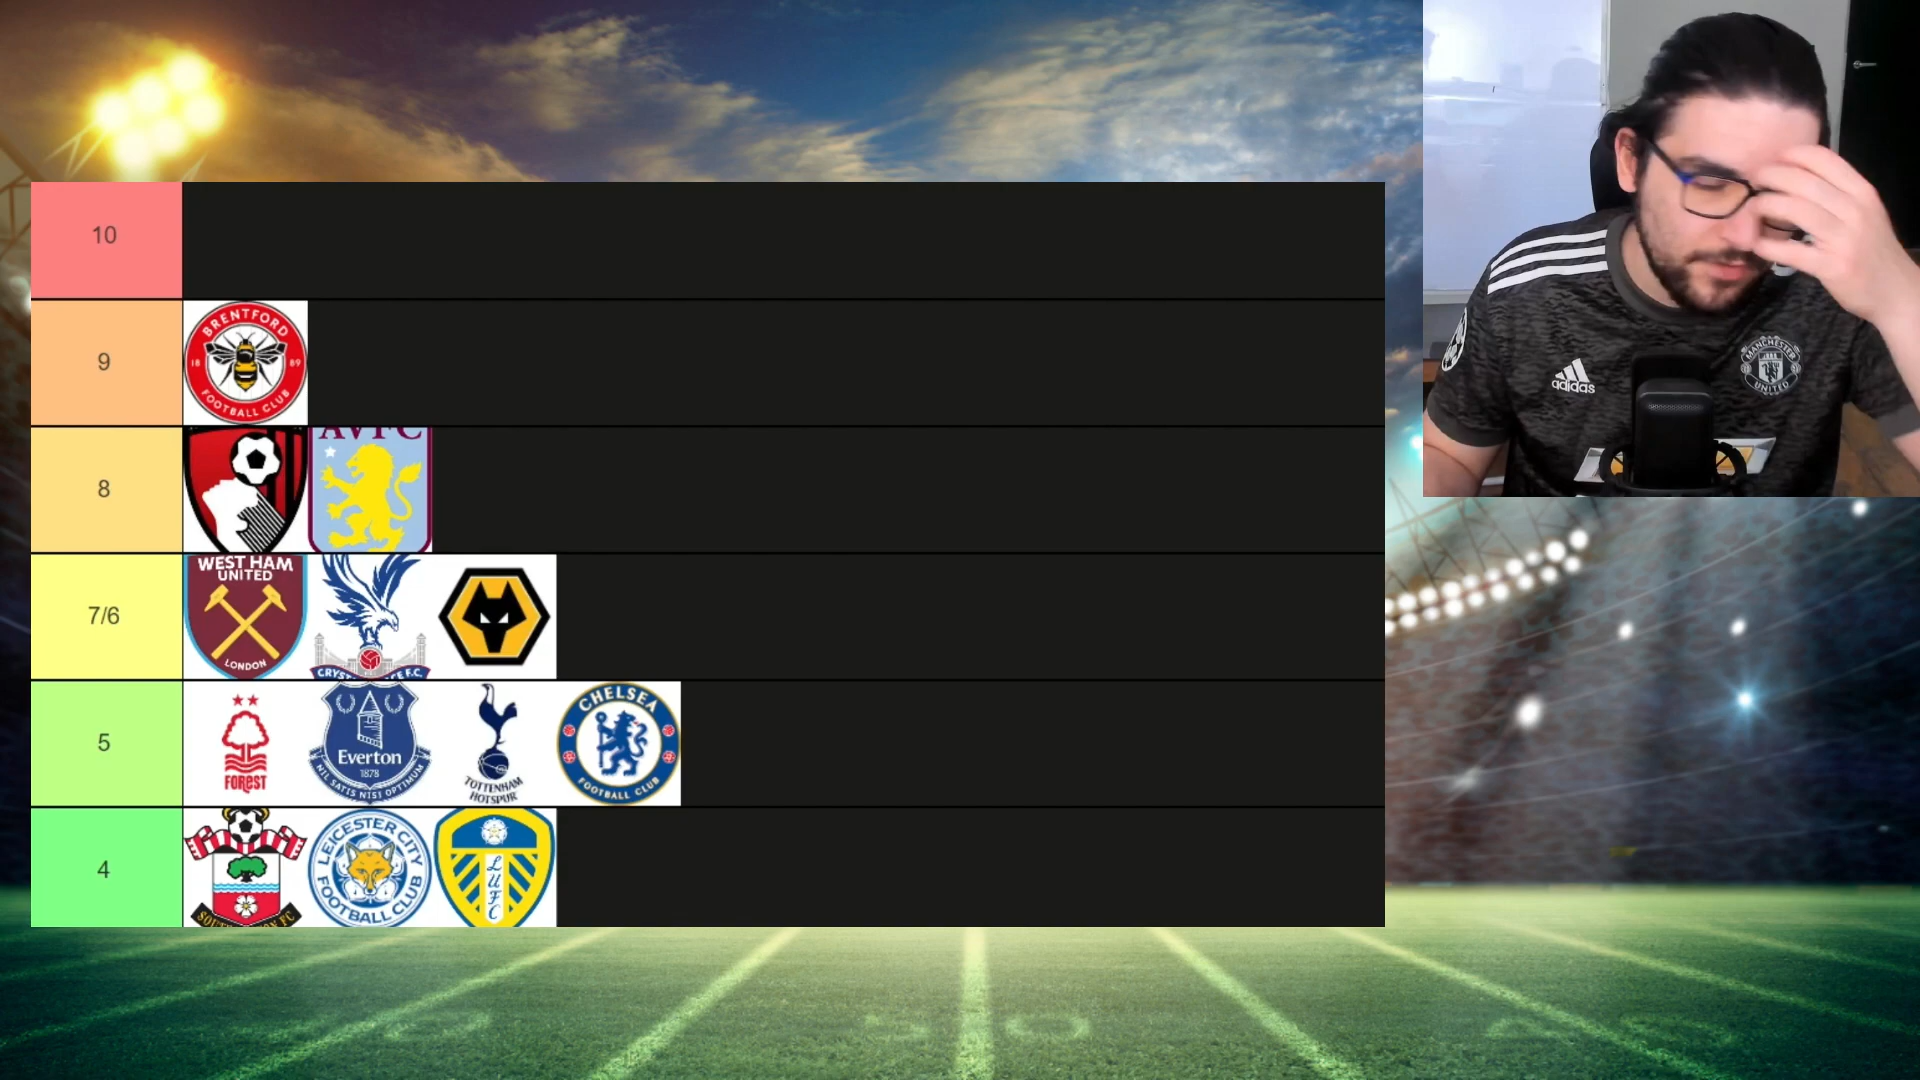 10
9
BRENTFORD
18 89
FOOTBALL CLUB
8
AVFC
7/6
WEST HAM
UNITED
LONDON
5
FOREST
Everton
1878
NIL SATIS NISI OPTIMUM
TOTTENHAM
HOTSPUR
CHELSEA
FOOTBALL CLUB
4
LEICESTER CITY
FOOTBALL CLUB
LUFC
adidas
MANCHESTER
UNITED
50